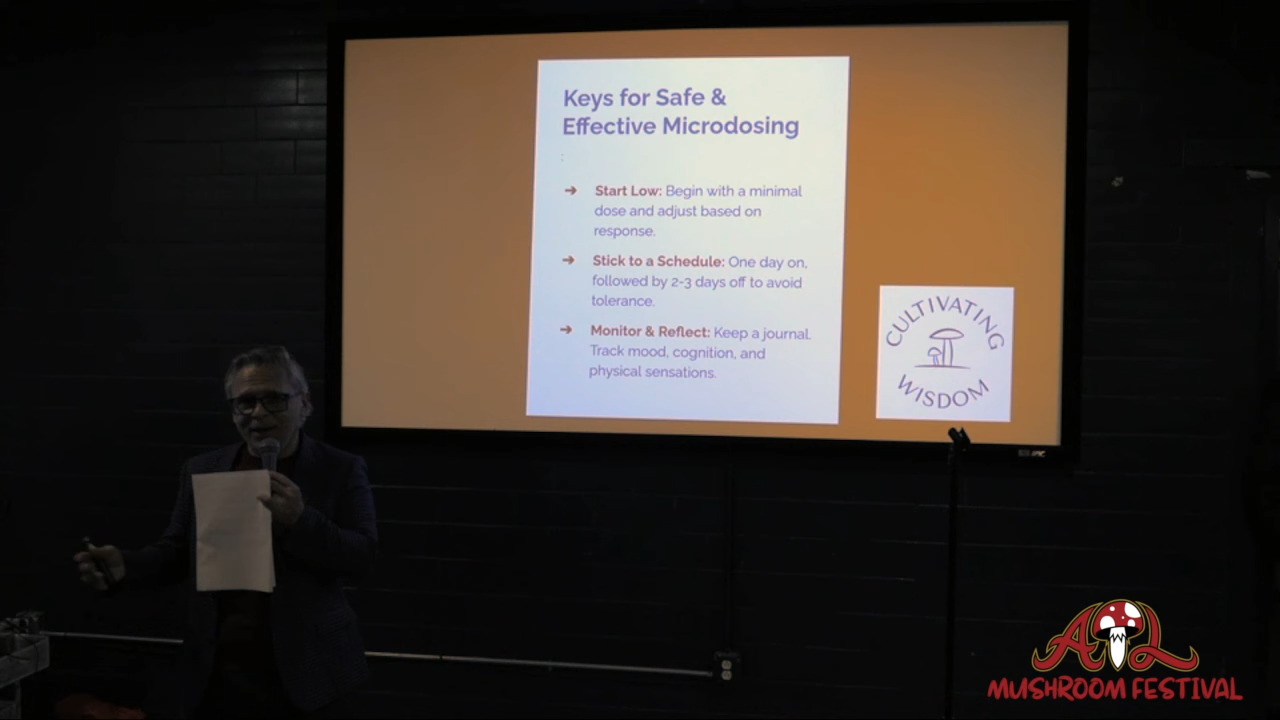 Keys for Safe &
Effective Microdosing
:
➔ Start Low: Begin with a minimal
dose and adjust based on
response.
➔ Stick to a Schedule: One day on,
followed by 2-3 days off to avoid
tolerance.
➔ Monitor & Reflect: Keep a journal.
Track mood, cognition, and
physical sensations.
CULTIVATING
WISDOM
ATL
MUSHROOM FESTIVAL